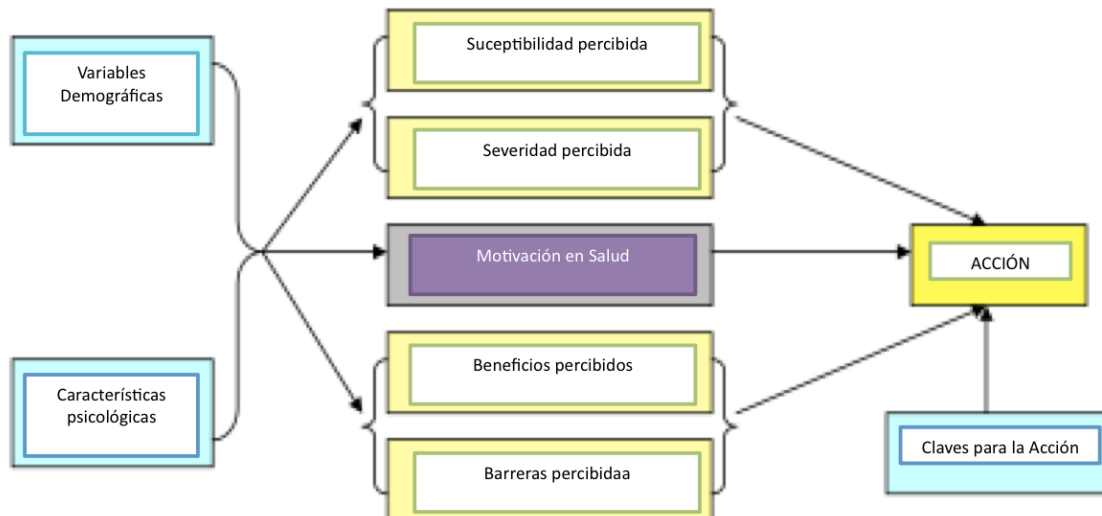 Variables
Demográficas
Característícas
psicológicas
Suceptibilidad percibida
Severidad percibida
Motivación en Salud
Beneficios percibidos
Barreras percibidaa
ACCIÓN
Claves para la Acción